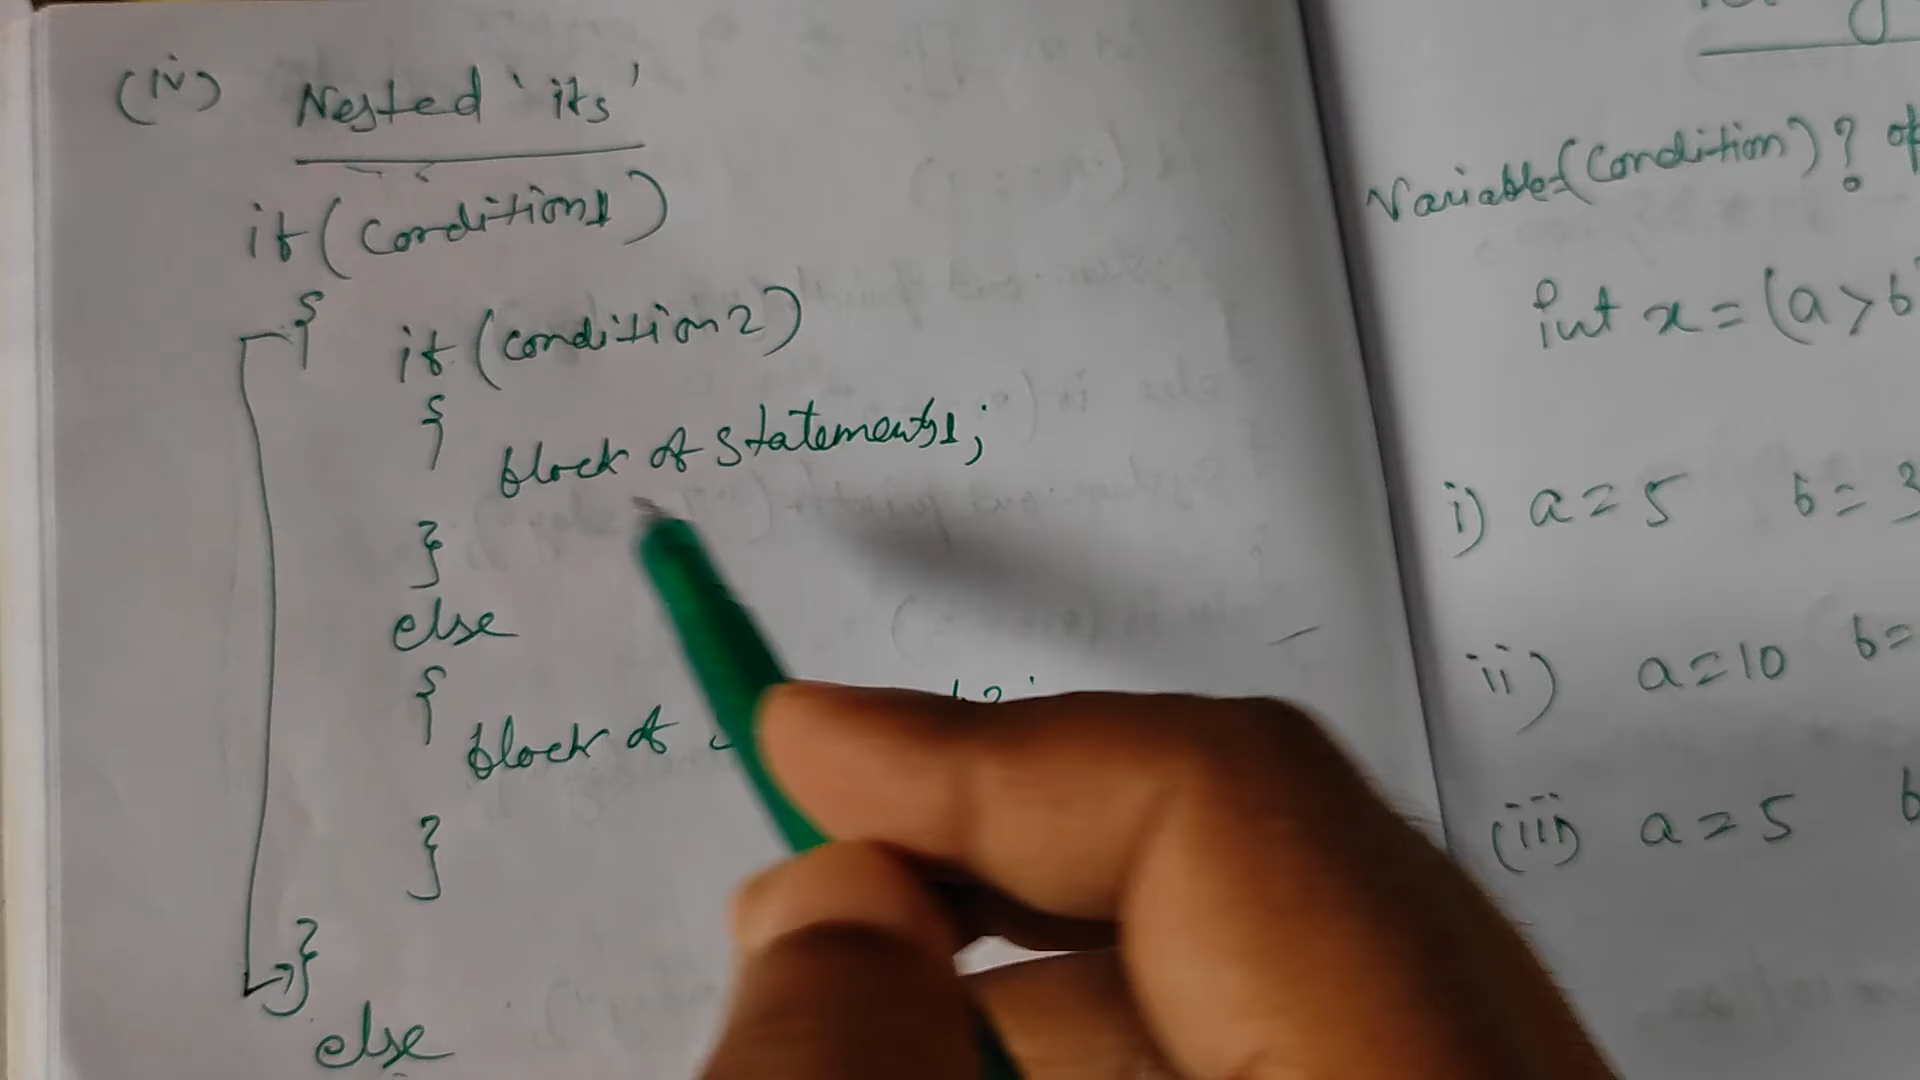 (iv) Nested 'ifs'
if(condition1)
{
if(condition2)
{
block of statements1;
}
else
{
block of
}
}
else
Variable=(condition)?
int x=(a>b
i) a=5 b=3
ii) a=10 b=
(iii) a=5 b